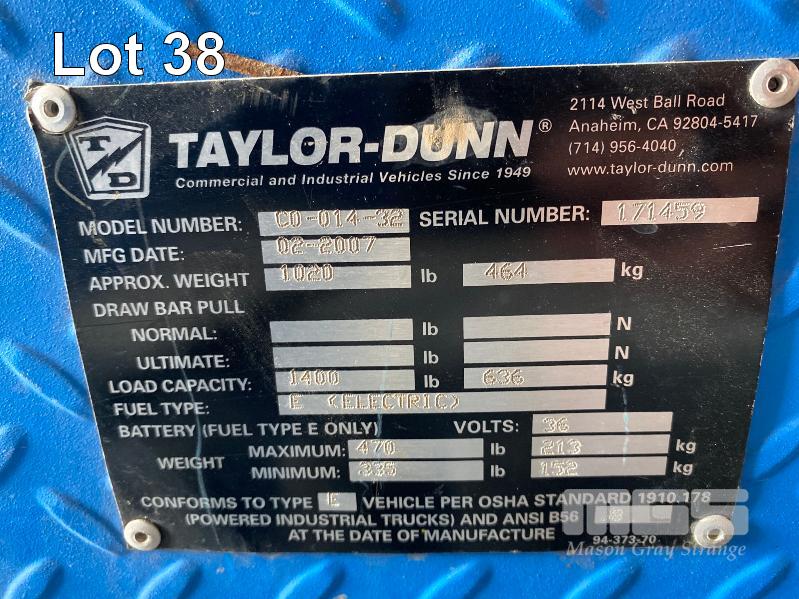 Lot 38
TD
TAYLOR-DUNN®
Commercial and Industrial Vehicles Since 1949
2114 West Ball Road
Anaheim, CA 92804-5417
(714) 956-4040
www.taylor-dunn.com
MODEL NUMBER: CO-014-32 SERIAL NUMBER: 171459
MFG DATE: 02-2007
APPROX. WEIGHT 1020 lb 464 kg
DRAW BAR PULL
NORMAL: lb N
ULTIMATE: lb N
LOAD CAPACITY: 1400 lb 636 kg
FUEL TYPE: E (ELECTRIC)
BATTERY (FUEL TYPE E ONLY) VOLTS: 36
WEIGHT MAXIMUM: 470 lb 213 kg
MINIMUM: 335 lb 152 kg
CONFORMS TO TYPE E VEHICLE PER OSHA STANDARD 1910.178
(POWERED INDUSTRIAL TRUCKS) AND ANSI B56
AT THE DATE OF MANUFACTURE
94-373-70
MGS
Mason Gray Strange